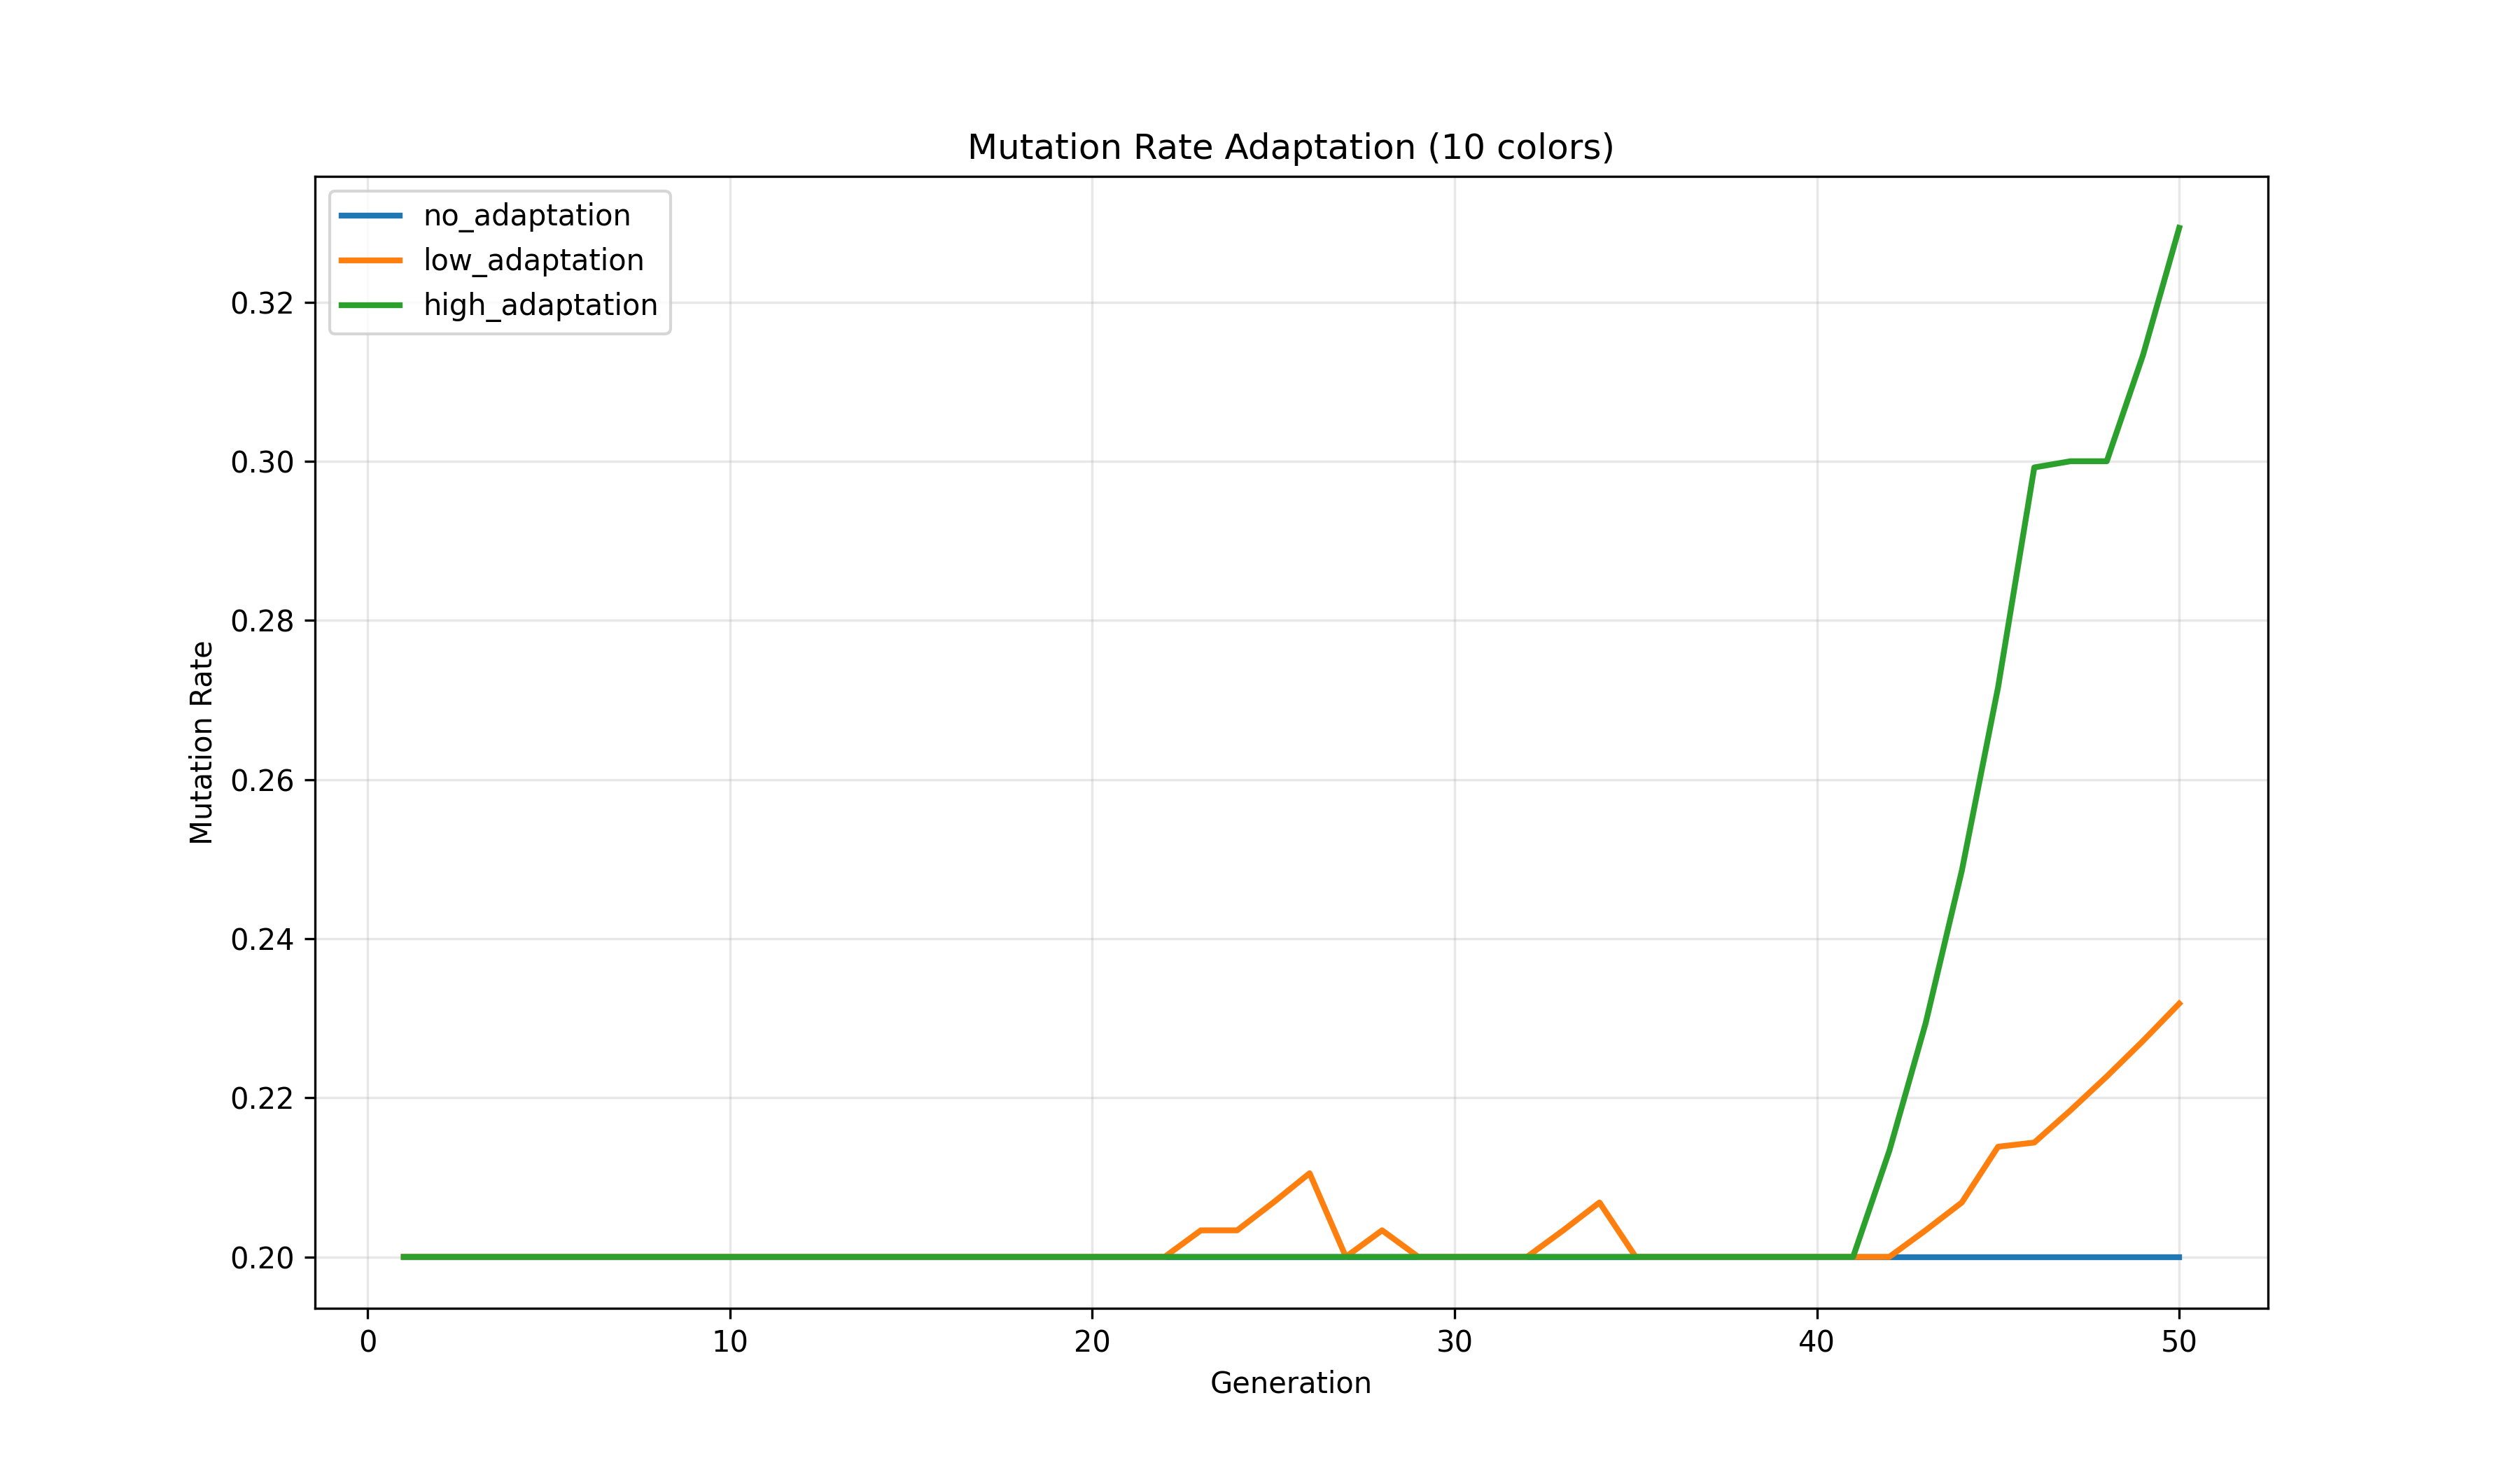 Mutation Rate Adaptation (10 colors)
no_adaptation
low_adaptation
high_adaptation
Mutation Rate
0.32
0.30
0.28
0.26
0.24
0.22
0.20
0 10 20 30 40 50
Generation